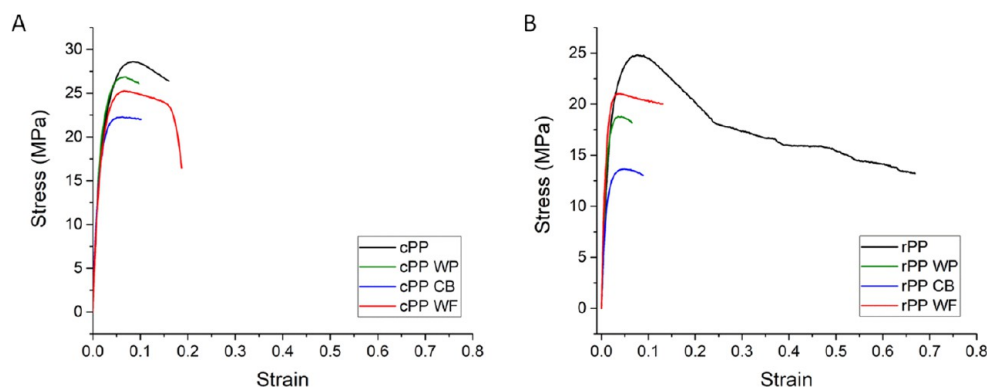 A
Stress (MPa)
30
25
20
15
10
5
0
0.0 0.1 0.2 0.3 0.4 0.5 0.6 0.7 0.8
Strain
cPP
cPP WP
cPP CB
cPP WF
B
Stress (MPa)
25
20
15
10
5
0
0.0 0.1 0.2 0.3 0.4 0.5 0.6 0.7 0.8
Strain
rPP
rPP WP
rPP CB
rPP WF